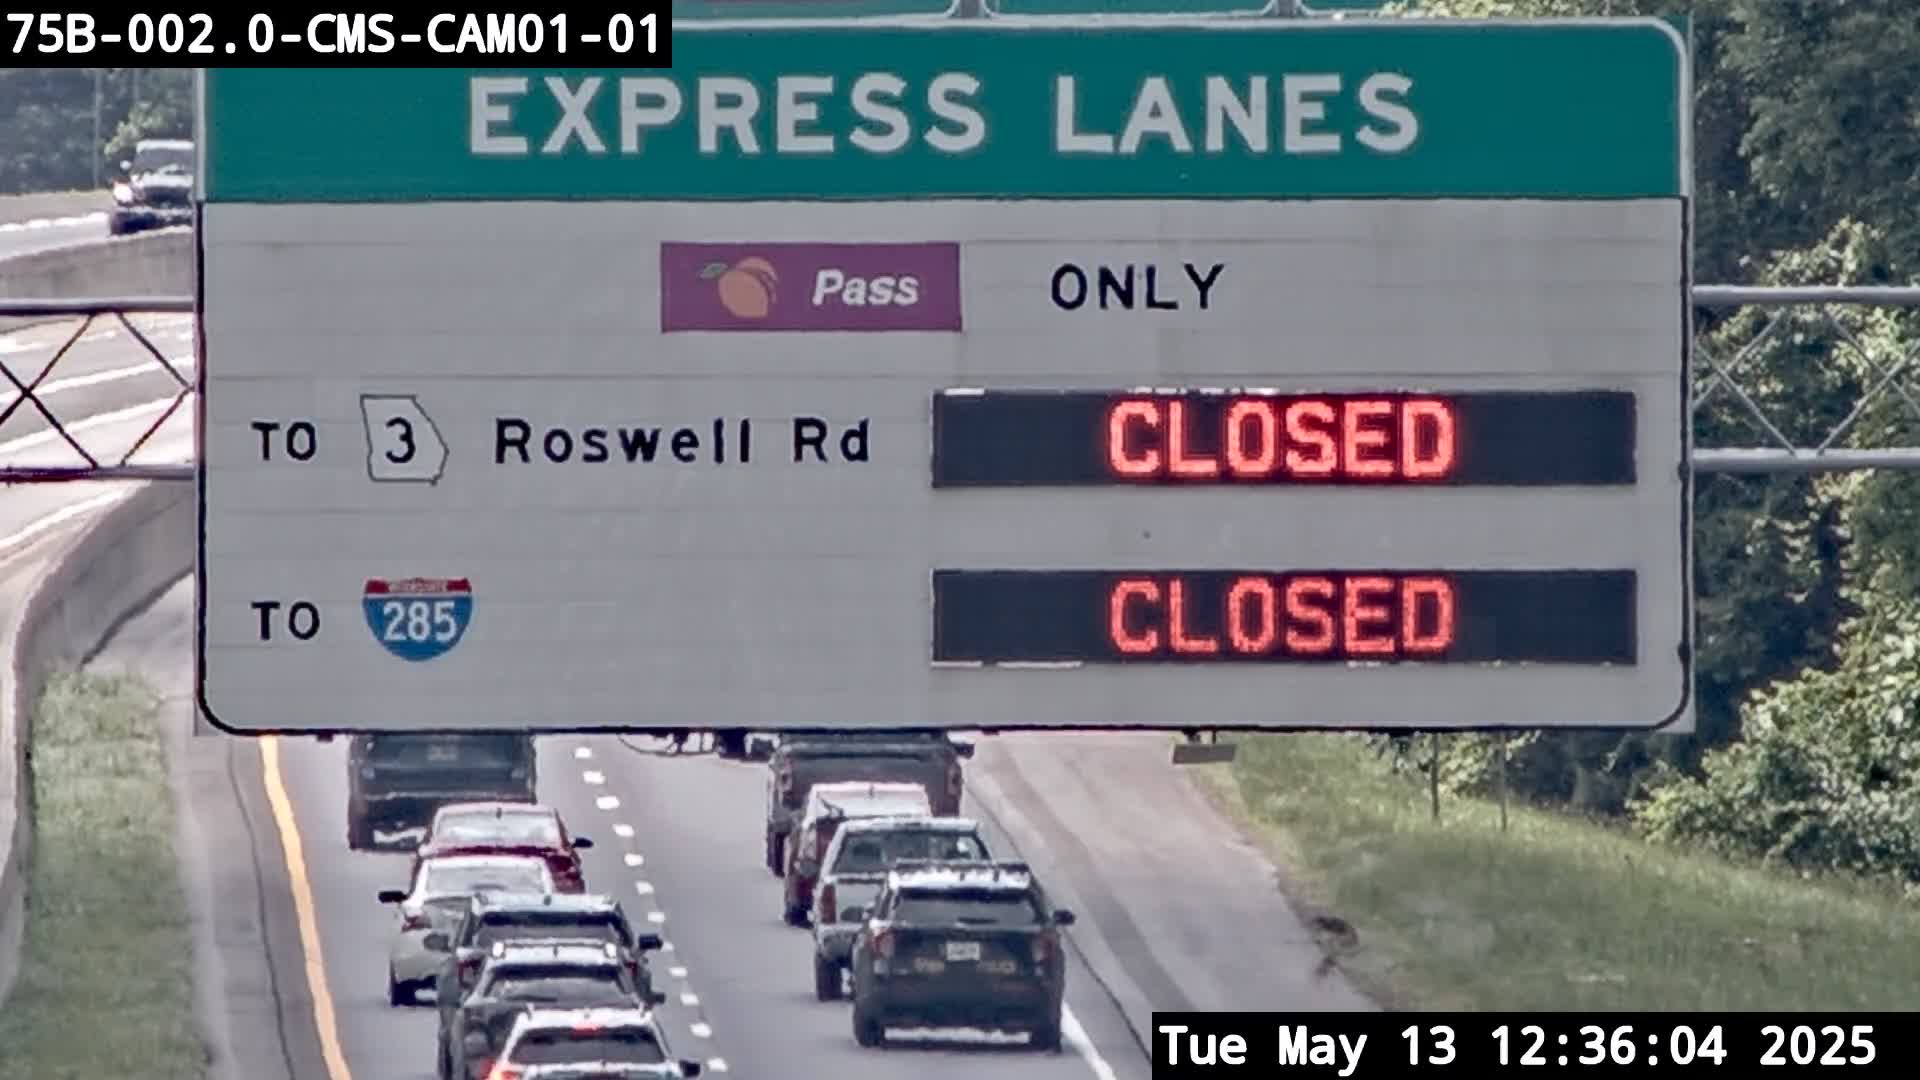 75B-002.0-CMS-CAM01-01
EXPRESS LANES
Pass ONLY
TO 3 Roswell Rd CLOSED
TO 285 CLOSED
Tue May 13 12:36:04 2025